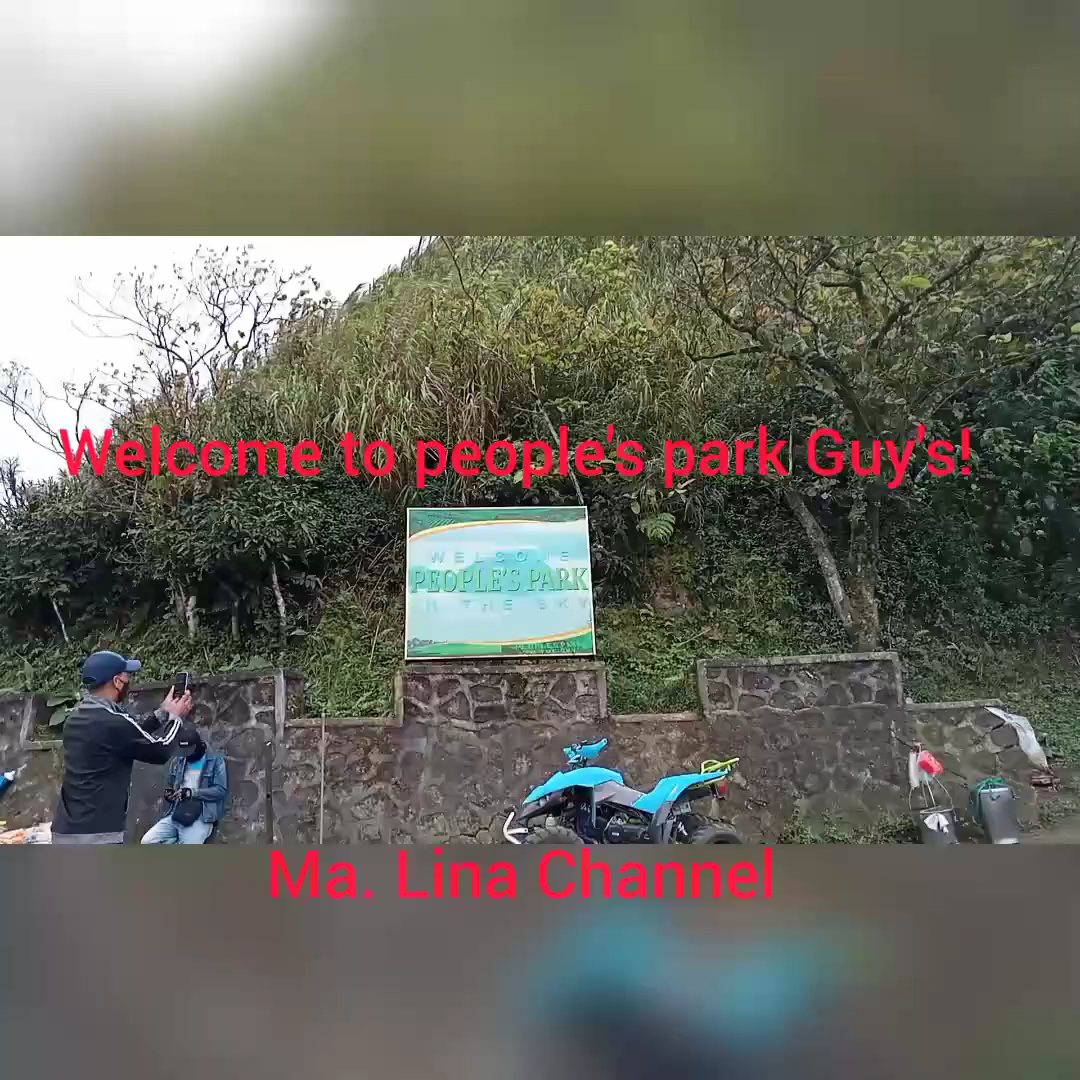 Welcome to people's park Guy's!
WELCOME
PEOPLE'S PARK
IN THE SKY
Ma. Lina Channel